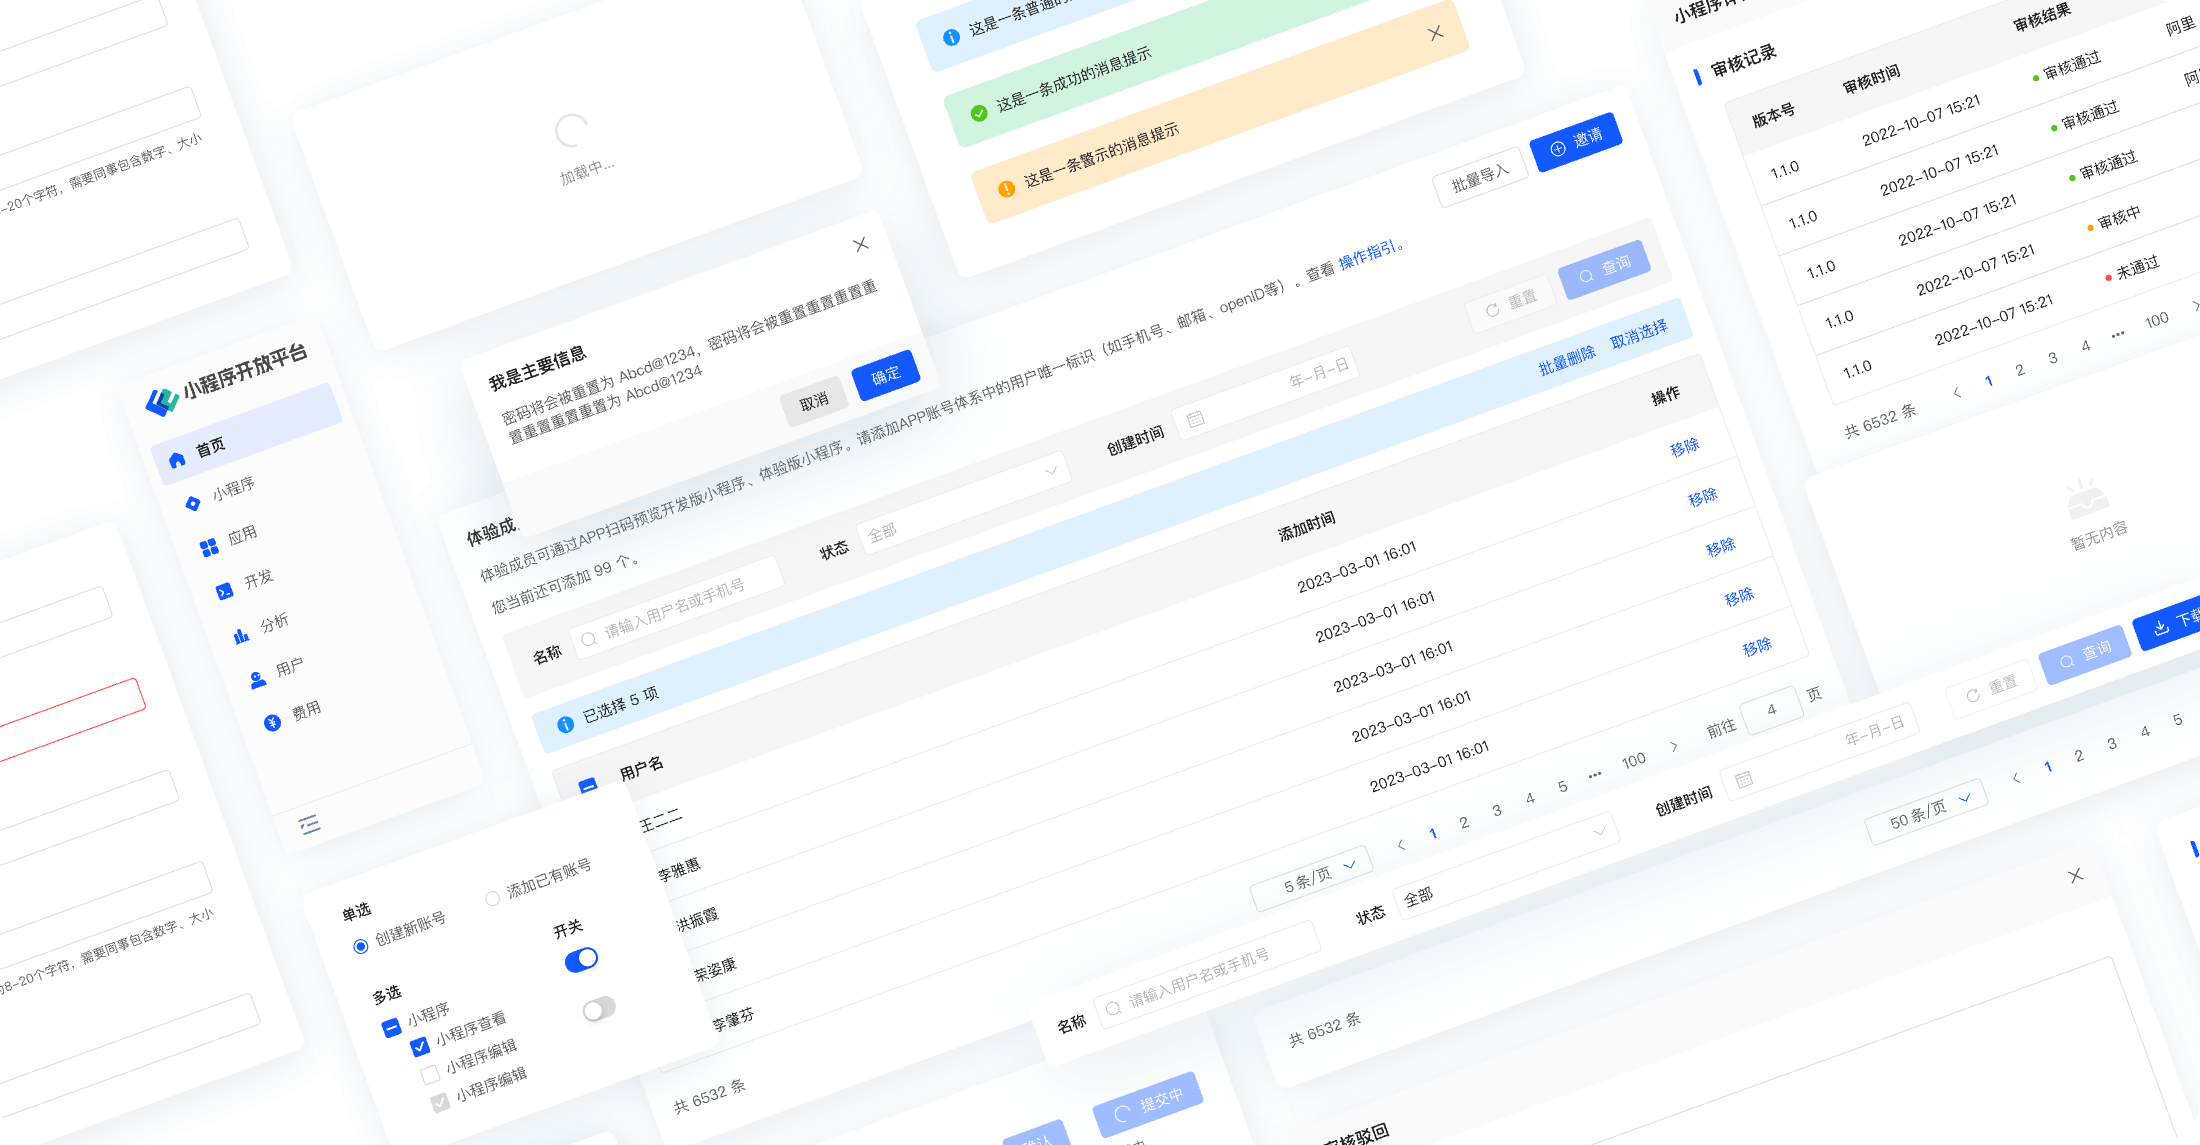 需要同事包含数字、大小
加载中...
这是一条成功的消息提示
这是一条警示的消息提示
审核记录
版本号
审核时间
审核结果
1.1.0
2022-10-07 15:21
审核通过
阿里
1.1.0
2022-10-07 15:21
审核通过
1.1.0
2022-10-07 15:21
审核通过
1.1.0
2022-10-07 15:21
审核中
1.1.0
2022-10-07 15:21
未通过
共 6532 条
1
2
3
4
•••
100
暂无内容
小程序开放平台
首页
小程序
应用
开发
分析
用户
费用
我是主要信息
密码将会被重置为 Abcd@1234，密码将会被重置重置重置重
置重置重置重置为 Abcd@1234
取消
确定
批量导入
邀请
体验成
体验成员可通过APP扫码预览开发版小程序、体验版小程序。请添加APP账号体系中的用户唯一标识（如手机号、邮箱、openID等）。查看 操作指引。
您当前还可添加 99 个。
名称
请输入用户名或手机号
状态
全部
创建时间
年-月-日
重置
查询
已选择 5 项
批量删除
取消选择
用户名
添加时间
操作
王二二
2023-03-01 16:01
移除
李雅惠
2023-03-01 16:01
移除
洪振霞
2023-03-01 16:01
移除
荣姿康
2023-03-01 16:01
移除
李肇芬
2023-03-01 16:01
移除
共 6532 条
5 条/页
1
2
3
4
5
•••
100
前往
4
页
单选
创建新账号
添加已有账号
开关
多选
小程序
小程序查看
小程序编辑
小程序编辑
8-20个字符，需要同事包含数字、大小
名称
请输入用户名或手机号
状态
全部
创建时间
年-月-日
重置
查询
共 6532 条
50 条/页
1
2
3
4
5
提交中
审核驳回